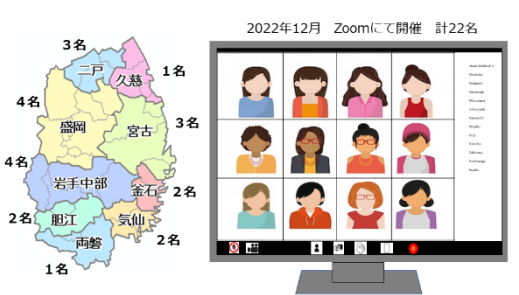 2022年12月　Zoomにて開催　計22名
3名
二戸
久慈
1名
4名
盛岡
宮古
3名
4名
岩手中部
釜石
2名
2名
胆江
気仙
2名
両磐
1名